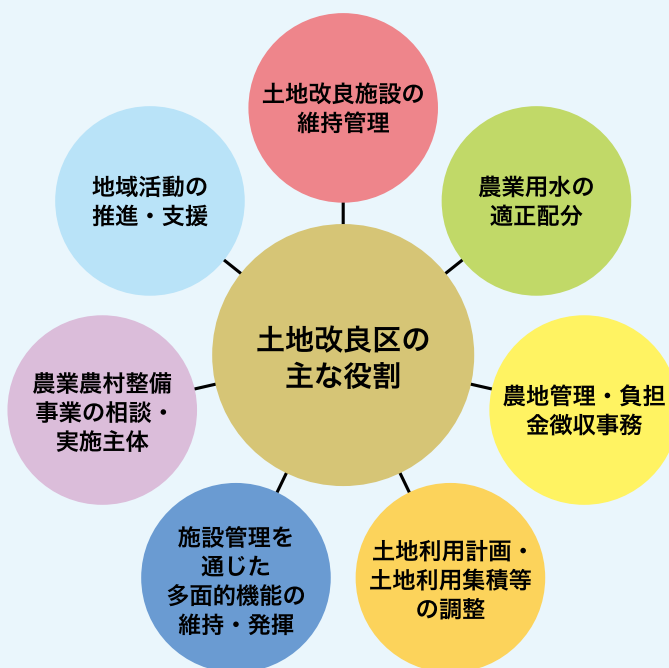 土地改良施設の
維持管理
農業用水の
適正配分
農地管理・負担
金徴収事務
土地利用計画・
土地利用集積等
の調整
施設管理を
通じた
多面的機能の
維持・発揮
農業農村整備
事業の相談・
実施主体
地域活動の
推進・支援
土地改良区の
主な役割